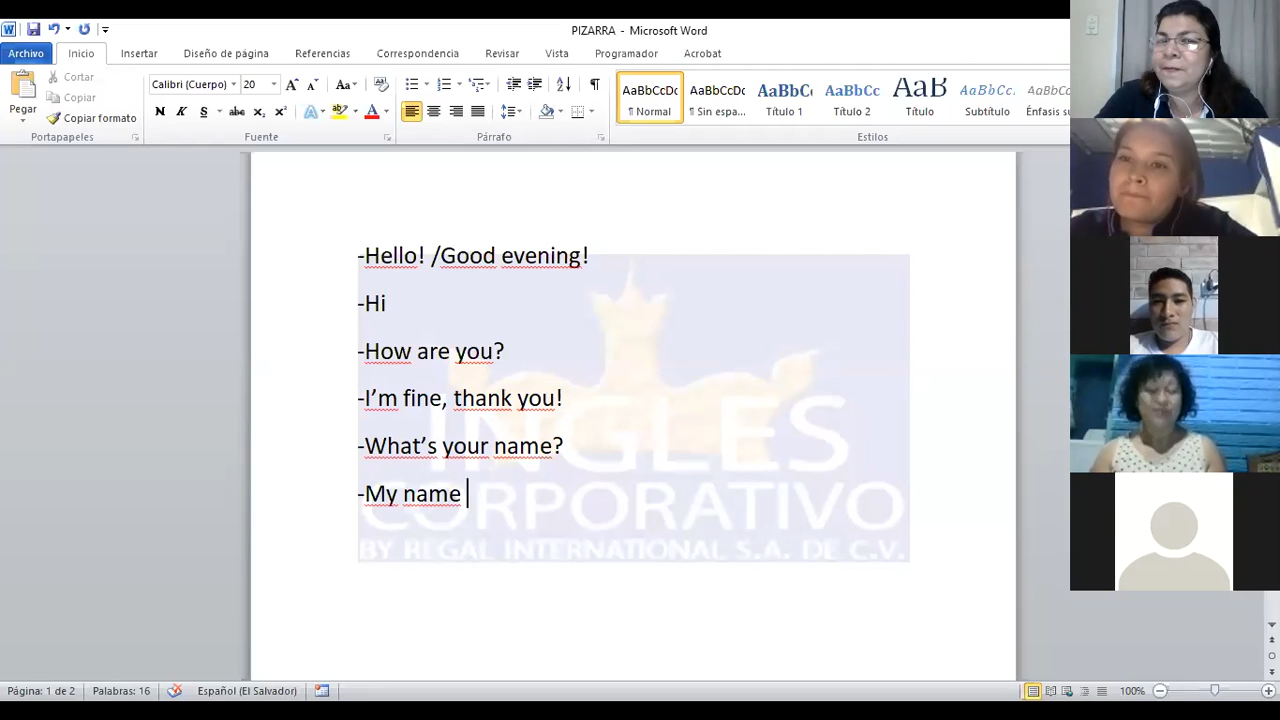 PIZARRA - Microsoft Word
Archivo Inicio Insertar Diseño de página Referencias Correspondencia Revisar Vista Programador Acrobat
Pegar
Cortar
Copiar
Copiar formato
Portapapeles
Calibri (Cuerpo) 20
Fuente
Párrafo
AaBbCcDc AaBbCcDc AaBbC AaBbCc AaB AaBbCc. AaBbCc
¶ Normal ¶ Sin espa... Título 1 Título 2 Título Subtítulo Énfasis su
Estilos
-Hello! /Good evening!
-Hi
-How are you?
-I'm fine, thank you!
-What's your name?
-My name
INGLES
CORPORATIVO
BY REGAL INTERNATIONAL S.A. DE C.V.
Página: 1 de 2 Palabras: 16 Español (El Salvador) 100%